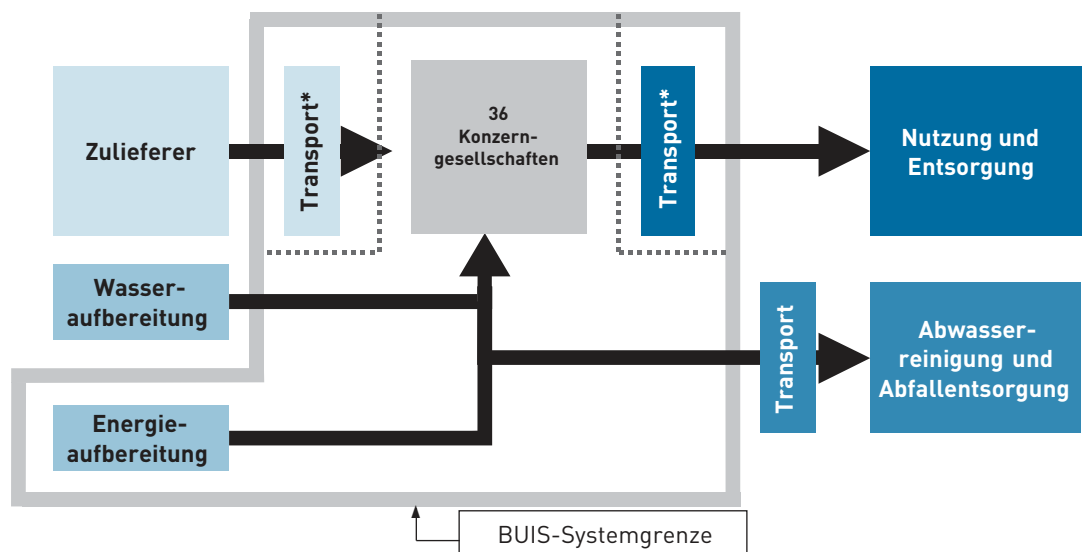 Zulieferer
Transport*
36
Konzern-
gesellschaften
Transport*
Nutzung und
Entsorgung
Wasser-
aufbereitung
Transport
Abwasser-
reinigung und
Abfallentsorgung
Energie-
aufbereitung
BUIS-Systemgrenze